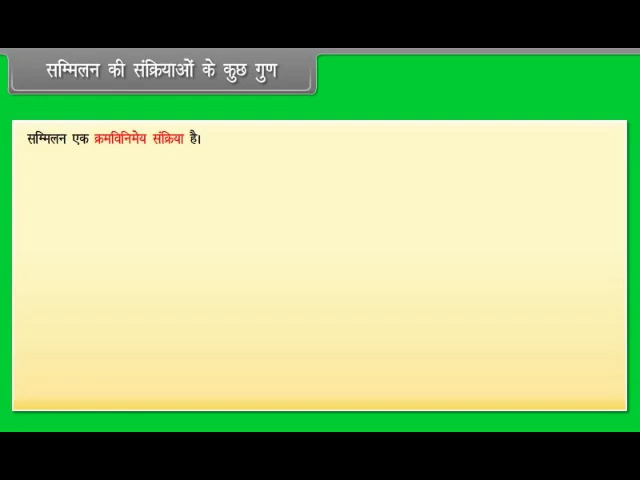 सम्मिलन की संक्रियाओं के कुछ गुण
सम्मिलन एक क्रमविनिमेय संक्रिया है।